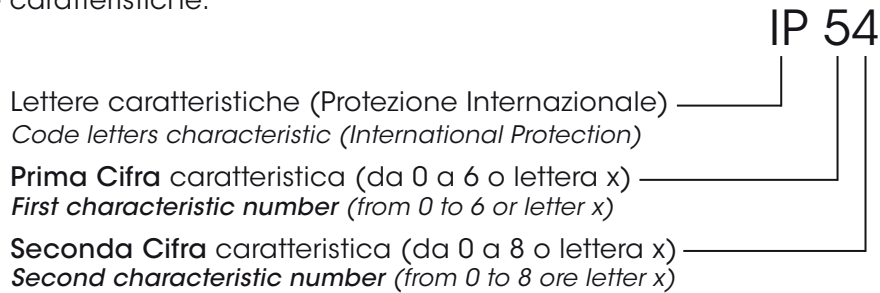 caratteristiche.
IP 54
Lettere caratteristiche (Protezione Internazionale)
Code letters characteristic (International Protection)
Prima Cifra caratteristica (da 0 a 6 o lettera x)
First characteristic number (from 0 to 6 or letter x)
Seconda Cifra caratteristica (da 0 a 8 o lettera x)
Second characteristic number (from 0 to 8 ore letter x)